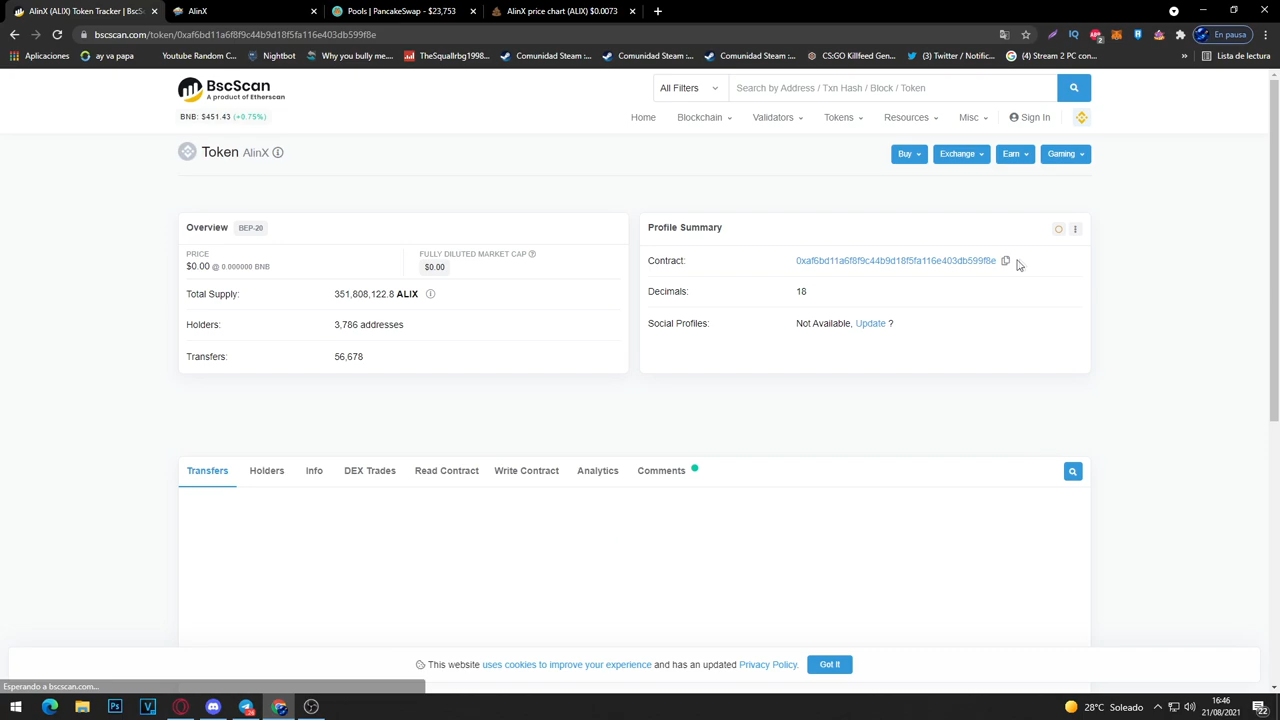 AlinX (ALIX) Token Tracker | BsC
AlinX
Pools | PancakeSwap - $23,753
AlinX price chart (ALIX) $0.0073
bscscan.com/token/0xaf6bd11a6f8f9c44b9d18f5fa116e403db599f8e
En pausa
Aplicaciones
ay va papa
Youtube Random C...
Nightbot
Why you bully me....
TheSquallrbg1998...
Comunidad Steam :...
Comunidad Steam :...
Comunidad Steam :...
CS:GO Killfeed Gen...
(3) Twitter / Notific...
(4) Stream 2 PC con...
»
Lista de lectura
BscScan
A product of Etherscan
All Filters
Search by Address / Txn Hash / Block / Token
BNB: $451.43 (+0.75%)
Home
Blockchain
Validators
Tokens
Resources
Misc
Sign In
Token AlinX
Buy
Exchange
Earn
Gaming
Overview BEP-20
PRICE
$0.00 @ 0.000000 BNB
FULLY DILUTED MARKET CAP
$0.00
Total Supply: 351,808,122.8 ALIX
Holders: 3,786 addresses
Transfers: 56,678
Profile Summary
Contract: 0xaf6bd11a6f8f9c44b9d18f5fa116e403db599f8e
Decimals: 18
Social Profiles: Not Available, Update ?
Transfers
Holders
Info
DEX Trades
Read Contract
Write Contract
Analytics
Comments
This website uses cookies to improve your experience and has an updated Privacy Policy.
Got It
Esperando a bscscan.com...
28°C Soleado
16:46
21/08/2021
22